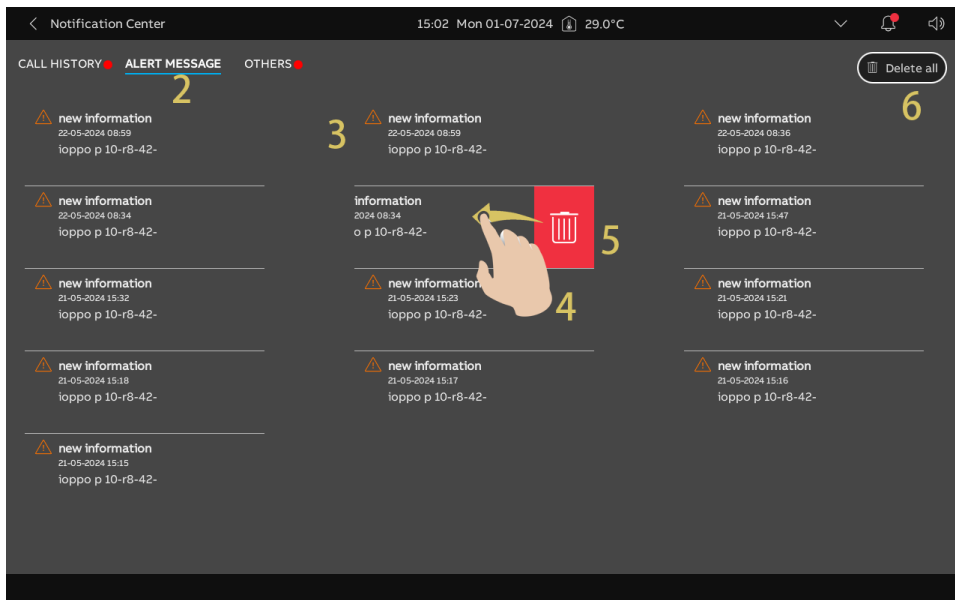 Notification Center
15:02 Mon 01-07-2024 29.0°C
CALL HISTORY ALERT MESSAGE OTHERS
Delete all
2
6
new information
22-05-2024 08:59
ioppo p 10-r8-42-
3
new information
22-05-2024 08:59
ioppo p 10-r8-42-
new information
22-05-2024 08:36
ioppo p 10-r8-42-
new information
22-05-2024 08:34
ioppo p 10-r8-42-
information
2024 08:34
o p 10-r8-42-
5
new information
21-05-2024 15:47
ioppo p 10-r8-42-
new information
21-05-2024 15:32
ioppo p 10-r8-42-
new information
21-05-2024 15:23
ioppo p 10-r8-42-
4
new information
21-05-2024 15:21
ioppo p 10-r8-42-
new information
21-05-2024 15:18
ioppo p 10-r8-42-
new information
21-05-2024 15:17
ioppo p 10-r8-42-
new information
21-05-2024 15:16
ioppo p 10-r8-42-
new information
21-05-2024 15:15
ioppo p 10-r8-42-